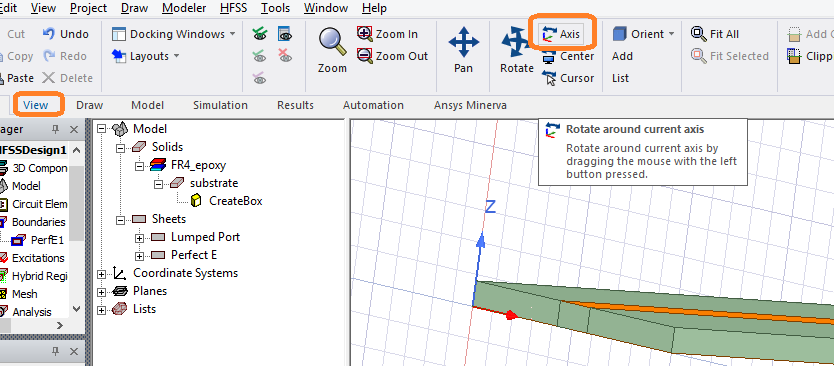 Edit View Project Draw Modeler HFSS Tools Window Help
Cut Undo Docking Windows Zoom In Axis Orient Fit All Add C
Copy Redo Layouts Zoom Out Center Add Fit Selected Clipp
Paste Delete Zoom Pan Rotate Cursor List
View Draw Model Simulation Results Automation Ansys Minerva
ager
HFSSDesign1
3D Compon
Model
Circuit Elem
Boundaries
PerfE1
Excitations
Hybrid Regi
Mesh
Analysis
Model
Solids
FR4_epoxy
substrate
CreateBox
Sheets
Lumped Port
Perfect E
Coordinate Systems
Planes
Lists
Rotate around current axis
Rotate around current axis by
dragging the mouse with the left
button pressed.
Z